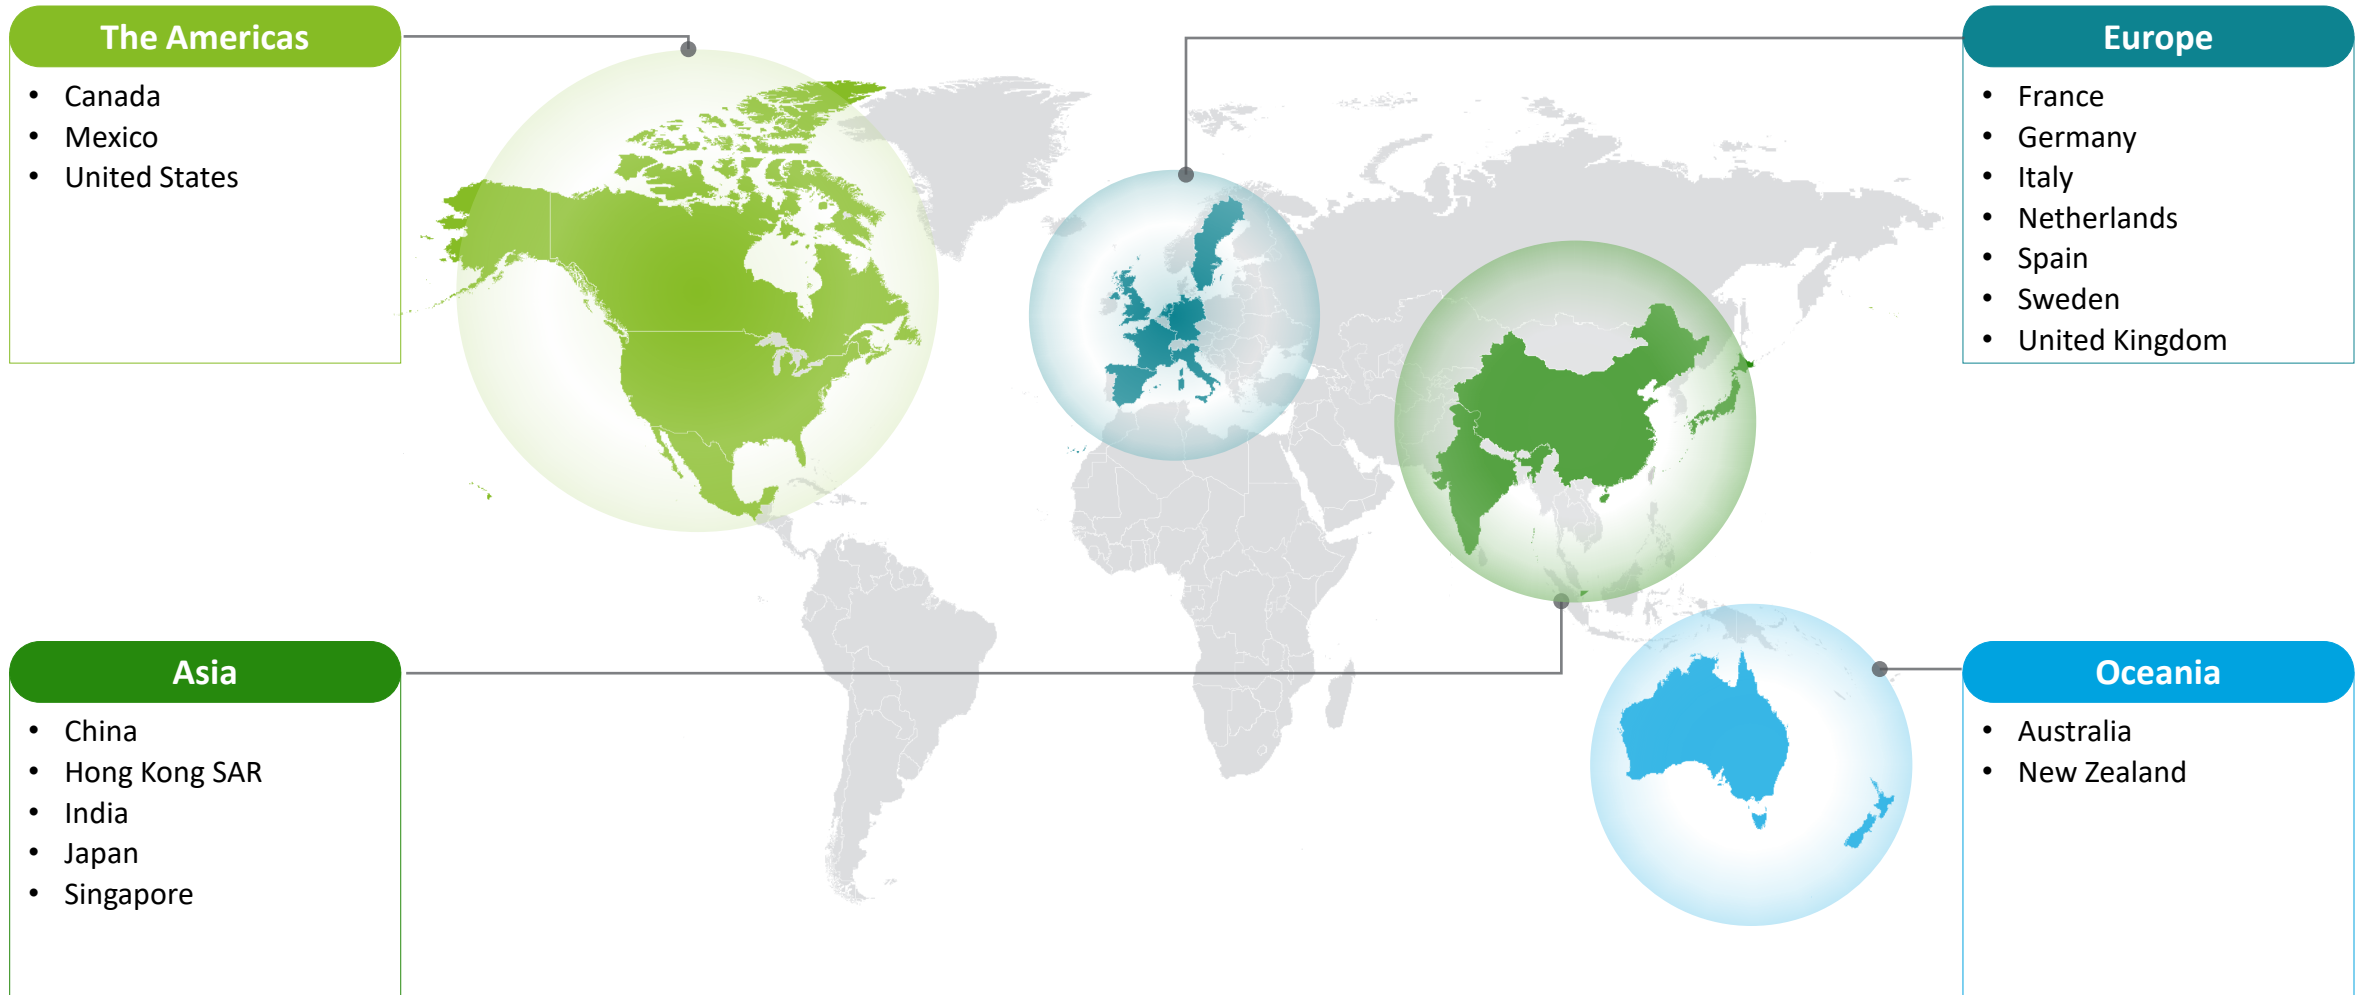 The Americas
• Canada
• Mexico
• United States
Europe
• France
• Germany
• Italy
• Netherlands
• Spain
• Sweden
• United Kingdom
Asia
• China
• Hong Kong SAR
• India
• Japan
• Singapore
Oceania
• Australia
• New Zealand